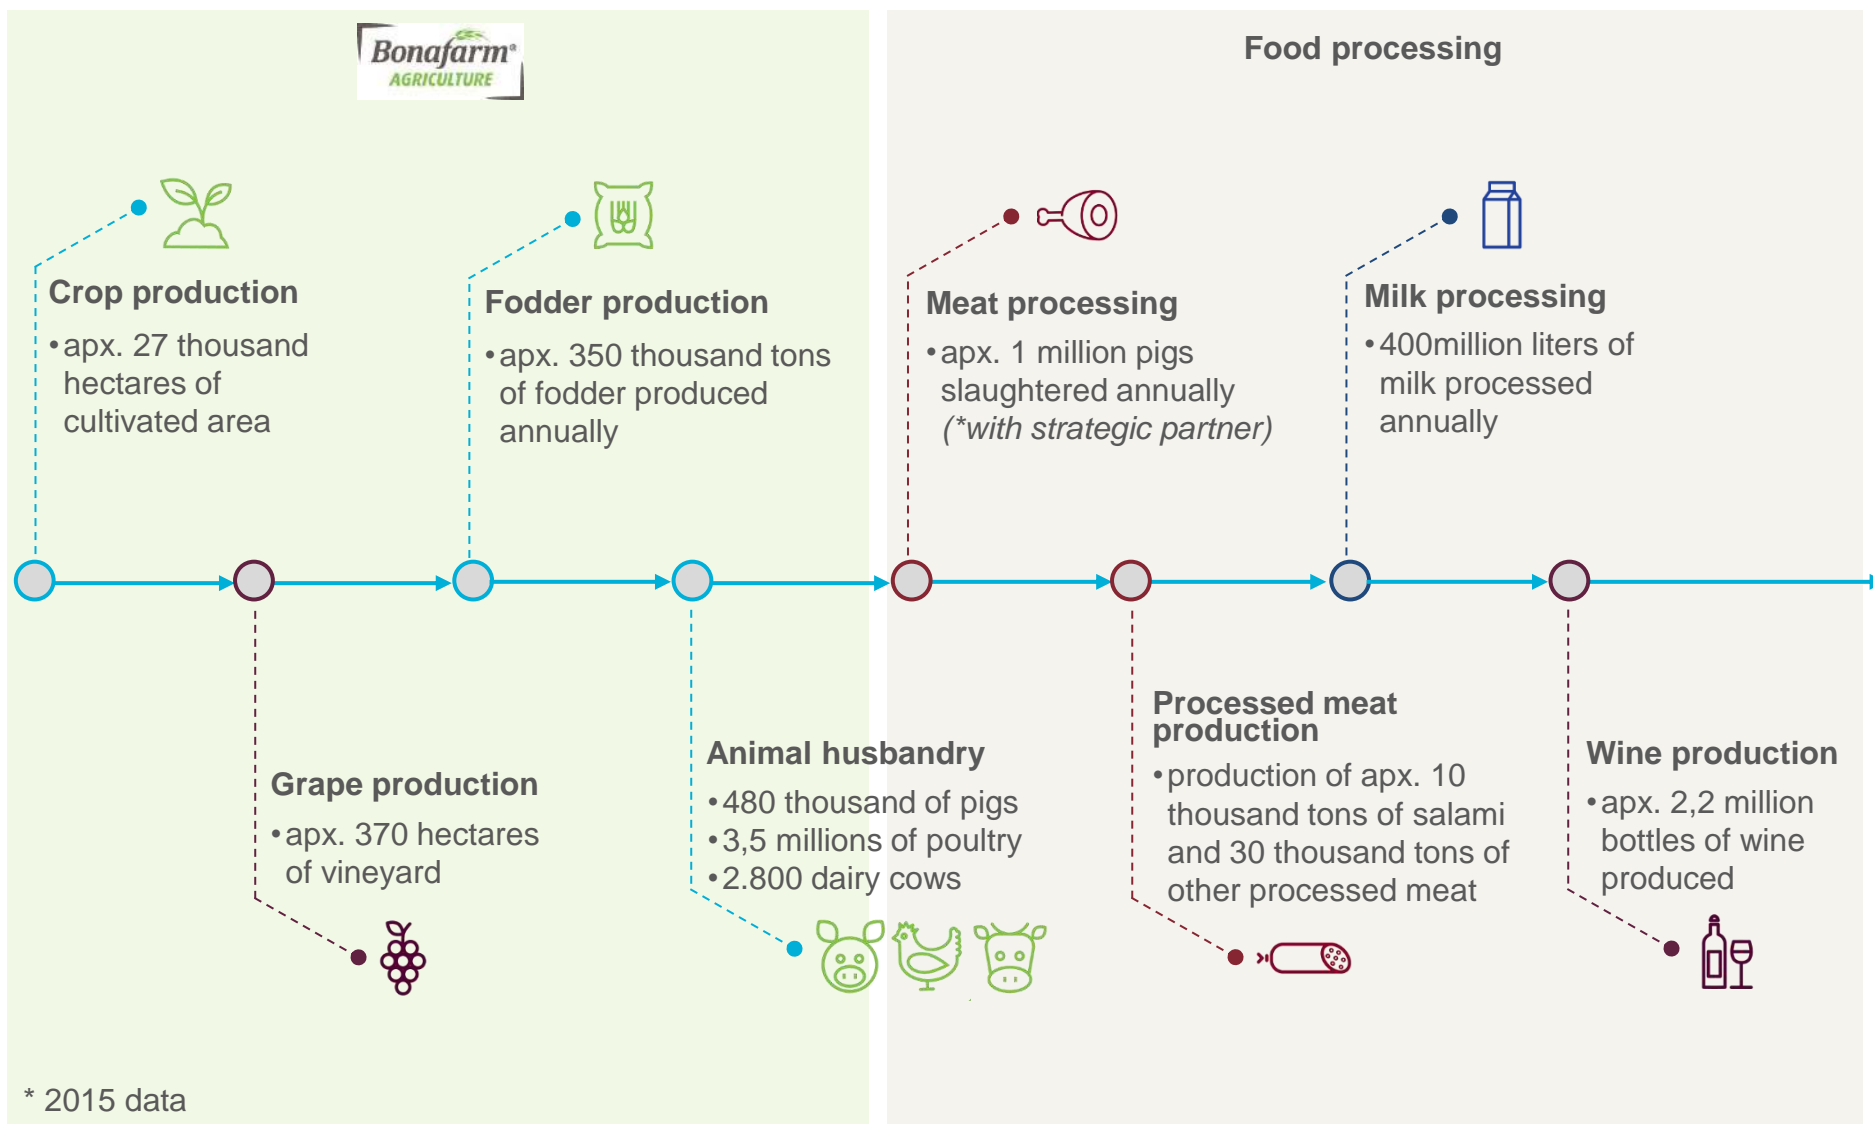 Bonafarm®
AGRICULTURE
Food processing
Crop production
•apx. 27 thousand
hectares of
cultivated area
Fodder production
•apx. 350 thousand tons
of fodder produced
annually
Meat processing
•apx. 1 million pigs
slaughtered annually
(*with strategic partner)
Milk processing
•400million liters of
milk processed
annually
Grape production
•apx. 370 hectares
of vineyard
Animal husbandry
•480 thousand of pigs
•3,5 millions of poultry
•2.800 dairy cows
Processed meat
production
•production of apx. 10
thousand tons of salami
and 30 thousand tons of
other processed meat
Wine production
•apx. 2,2 million
bottles of wine
produced
* 2015 data